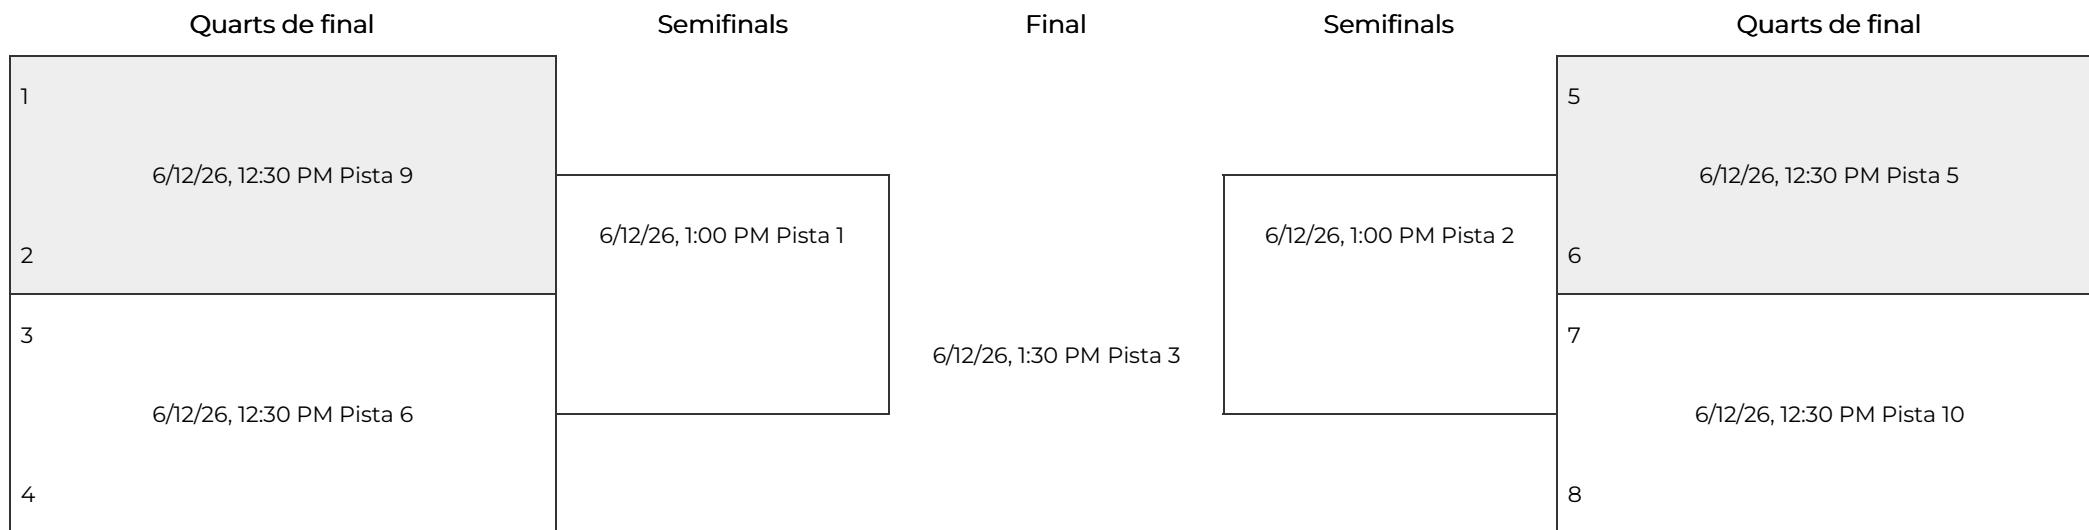 Quarts de final
Semifinals
Final
Semifinals
Quarts de final
1
6/12/26, 12:30 PM Pista 9
2
3
6/12/26, 12:30 PM Pista 6
4
6/12/26, 1:00 PM Pista 1
6/12/26, 1:30 PM Pista 3
6/12/26, 1:00 PM Pista 2
5
6/12/26, 12:30 PM Pista 5
6
7
6/12/26, 12:30 PM Pista 10
8